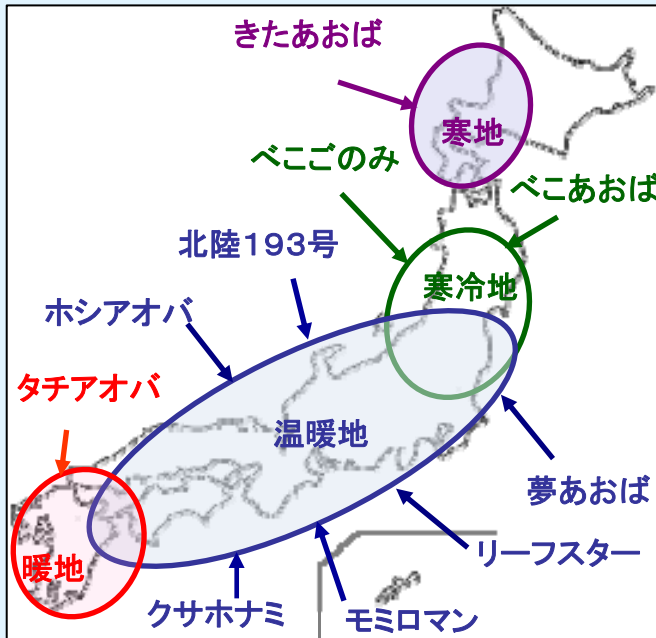 きたあおば
寒地
べこごのみ
べこあおば
北陸193号
寒冷地
ホシアオバ
タチアオバ
温暖地
夢あおば
リーフスター
暖地
クサホナミ
モミロマン